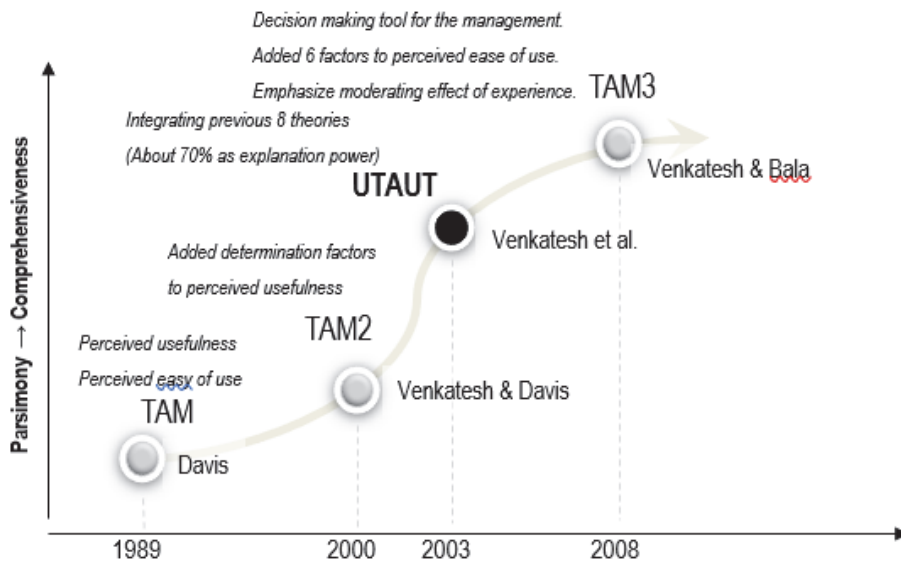 Decision making tool for the management.
Added 6 factors to perceived ease of use.
Emphasize moderating effect of experience.
TAM3
Venkatesh & Bala
Integrating previous 8 theories
(About 70% as explanation power)
UTAUT
Venkatesh et al.
Added determination factors
to perceived usefulness
TAM2
Venkatesh & Davis
Perceived usefulness
Perceived easy of use
TAM
Davis
Parsimony → Comprehensiveness
1989
2000
2003
2008